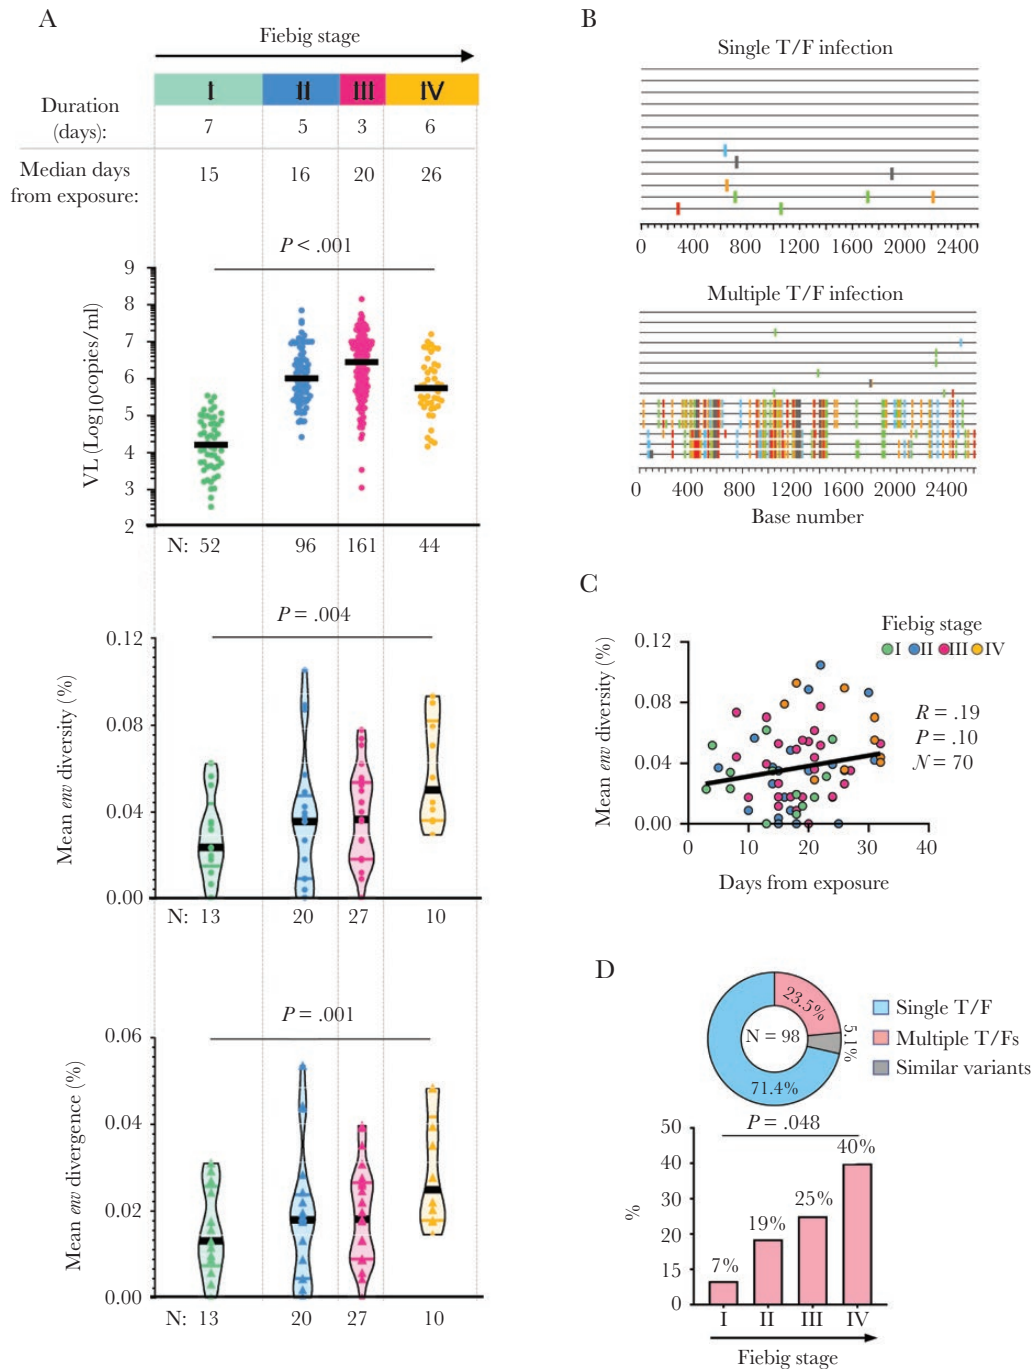 A
Fiebig stage
I II III IV
Duration (days): 7 5 3 6
Median days from exposure: 15 16 20 26
P < .001
VL (Log10copies/ml)
9
8
7
6
5
4
3
2
N: 52 96 161 44
P = .004
Mean env diversity (%)
0.12
0.08
0.04
0.00
N: 13 20 27 10
P = .001
Mean env divergence (%)
0.06
0.04
0.02
0.00
N: 13 20 27 10
B
Single T/F infection
0 400 800 1200 1600 2000 2400
Multiple T/F infection
0 400 800 1200 1600 2000 2400
Base number
C
Fiebig stage
I II III IV
Mean env diversity (%)
0.12
0.08
0.04
0.00
R = .19
P = .10
N = 70
0 10 20 30 40
Days from exposure
D
23.5%
5.1%
71.4%
N = 98
Single T/F
Multiple T/Fs
Similar variants
P = .048
%
50
40
30
20
15
0
7% 19% 25% 40%
I II III IV
Fiebig stage